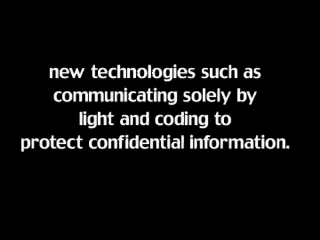 new technologies such as
communicating solely by
light and coding to
protect confidential information.